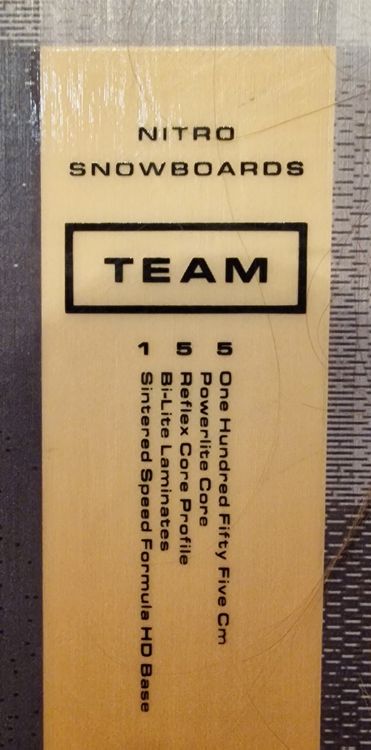 NITRO
SNOWBOARDS
TEAM
1 5 5
One Hundred Fifty Five Cm
Powerlite Core
Reflex Core Profile
Bi-Lite Laminates
Sintered Speed Formula HD Base